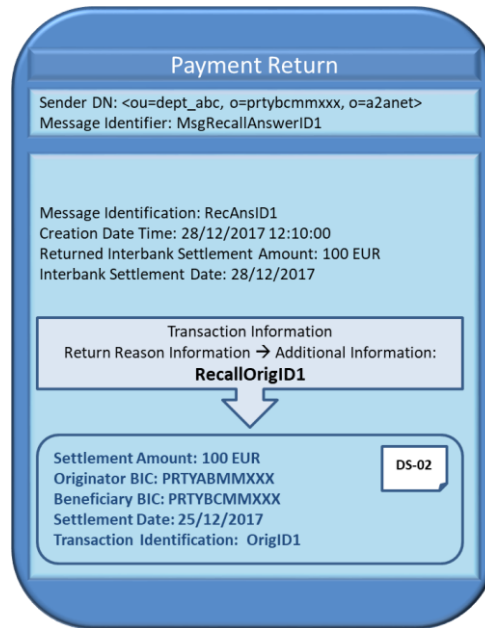 Payment Return
Sender DN: <ou=dept_abc, o=prtybcmmxxx, o=a2anet>
Message Identifier: MsgRecallAnswerID1
Message Identification: RecAnsID1
Creation Date Time: 28/12/2017 12:10:00
Returned Interbank Settlement Amount: 100 EUR
Interbank Settlement Date: 28/12/2017
Transaction Information
Return Reason Information → Additional Information:
RecallOrigID1
Settlement Amount: 100 EUR
DS-02
Originator BIC: PRTYABMMXXX
Beneficiary BIC: PRTYBCMMXXX
Settlement Date: 25/12/2017
Transaction Identification: OrigID1